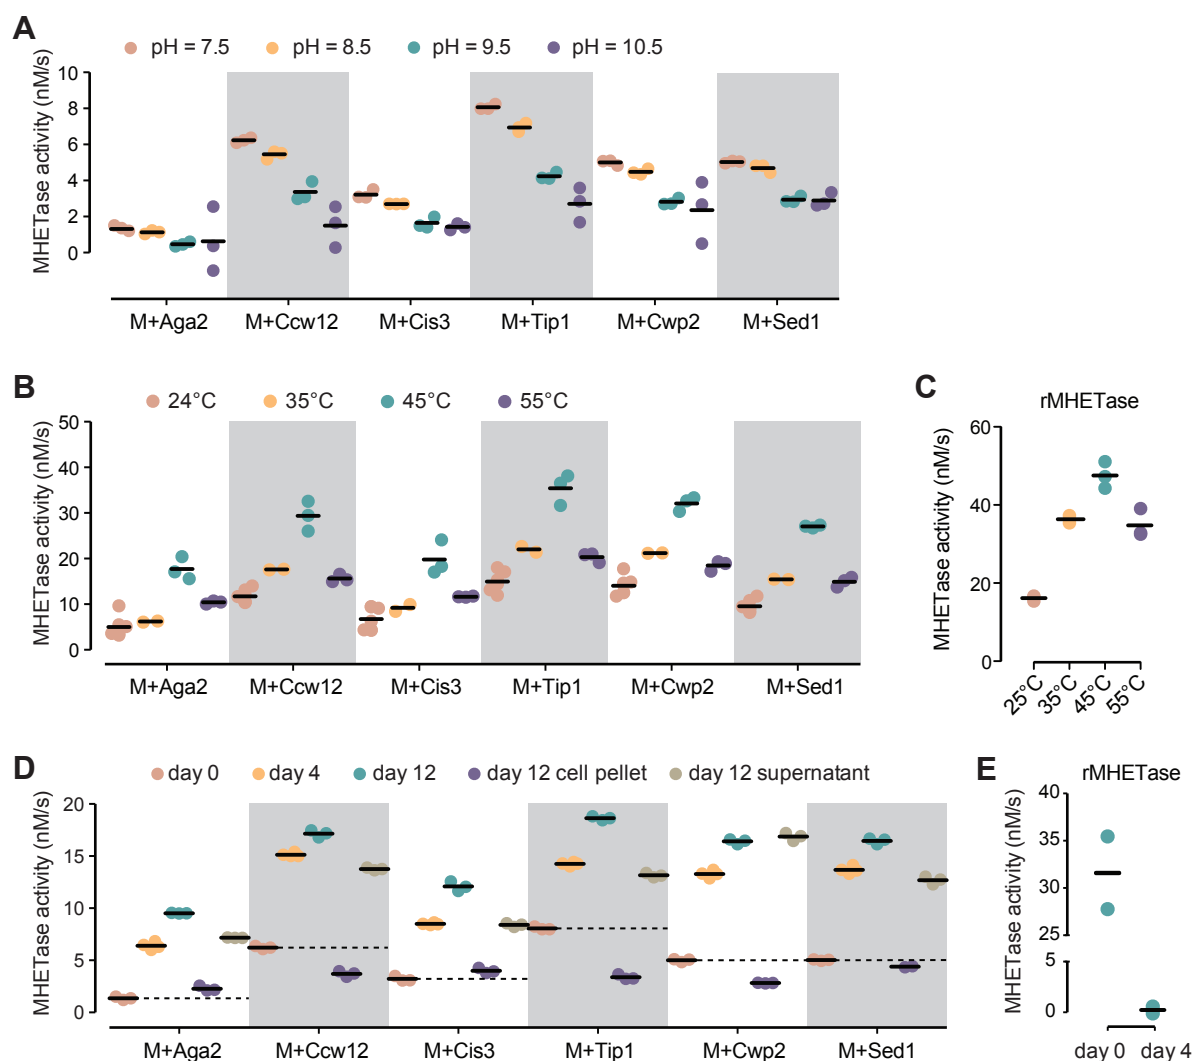 A
pH = 7.5 pH = 8.5 pH = 9.5 pH = 10.5
MHETase activity (nM/s)
10
8
6
4
2
0
M+Aga2 M+Ccw12 M+Cis3 M+Tip1 M+Cwp2 M+Sed1
B
24°C 35°C 45°C 55°C
MHETase activity (nM/s)
50
40
30
20
10
0
M+Aga2 M+Ccw12 M+Cis3 M+Tip1 M+Cwp2 M+Sed1
C
rMHETase
MHETase activity (nM/s)
60
40
20
0
25°C 35°C 45°C 55°C
D
day 0 day 4 day 12 day 12 cell pellet day 12 supernatant
MHETase activity (nM/s)
20
15
10
5
0
M+Aga2 M+Ccw12 M+Cis3 M+Tip1 M+Cwp2 M+Sed1
E
rMHETase
MHETase activity (nM/s)
40
35
30
25
5
0
day 0 day 4